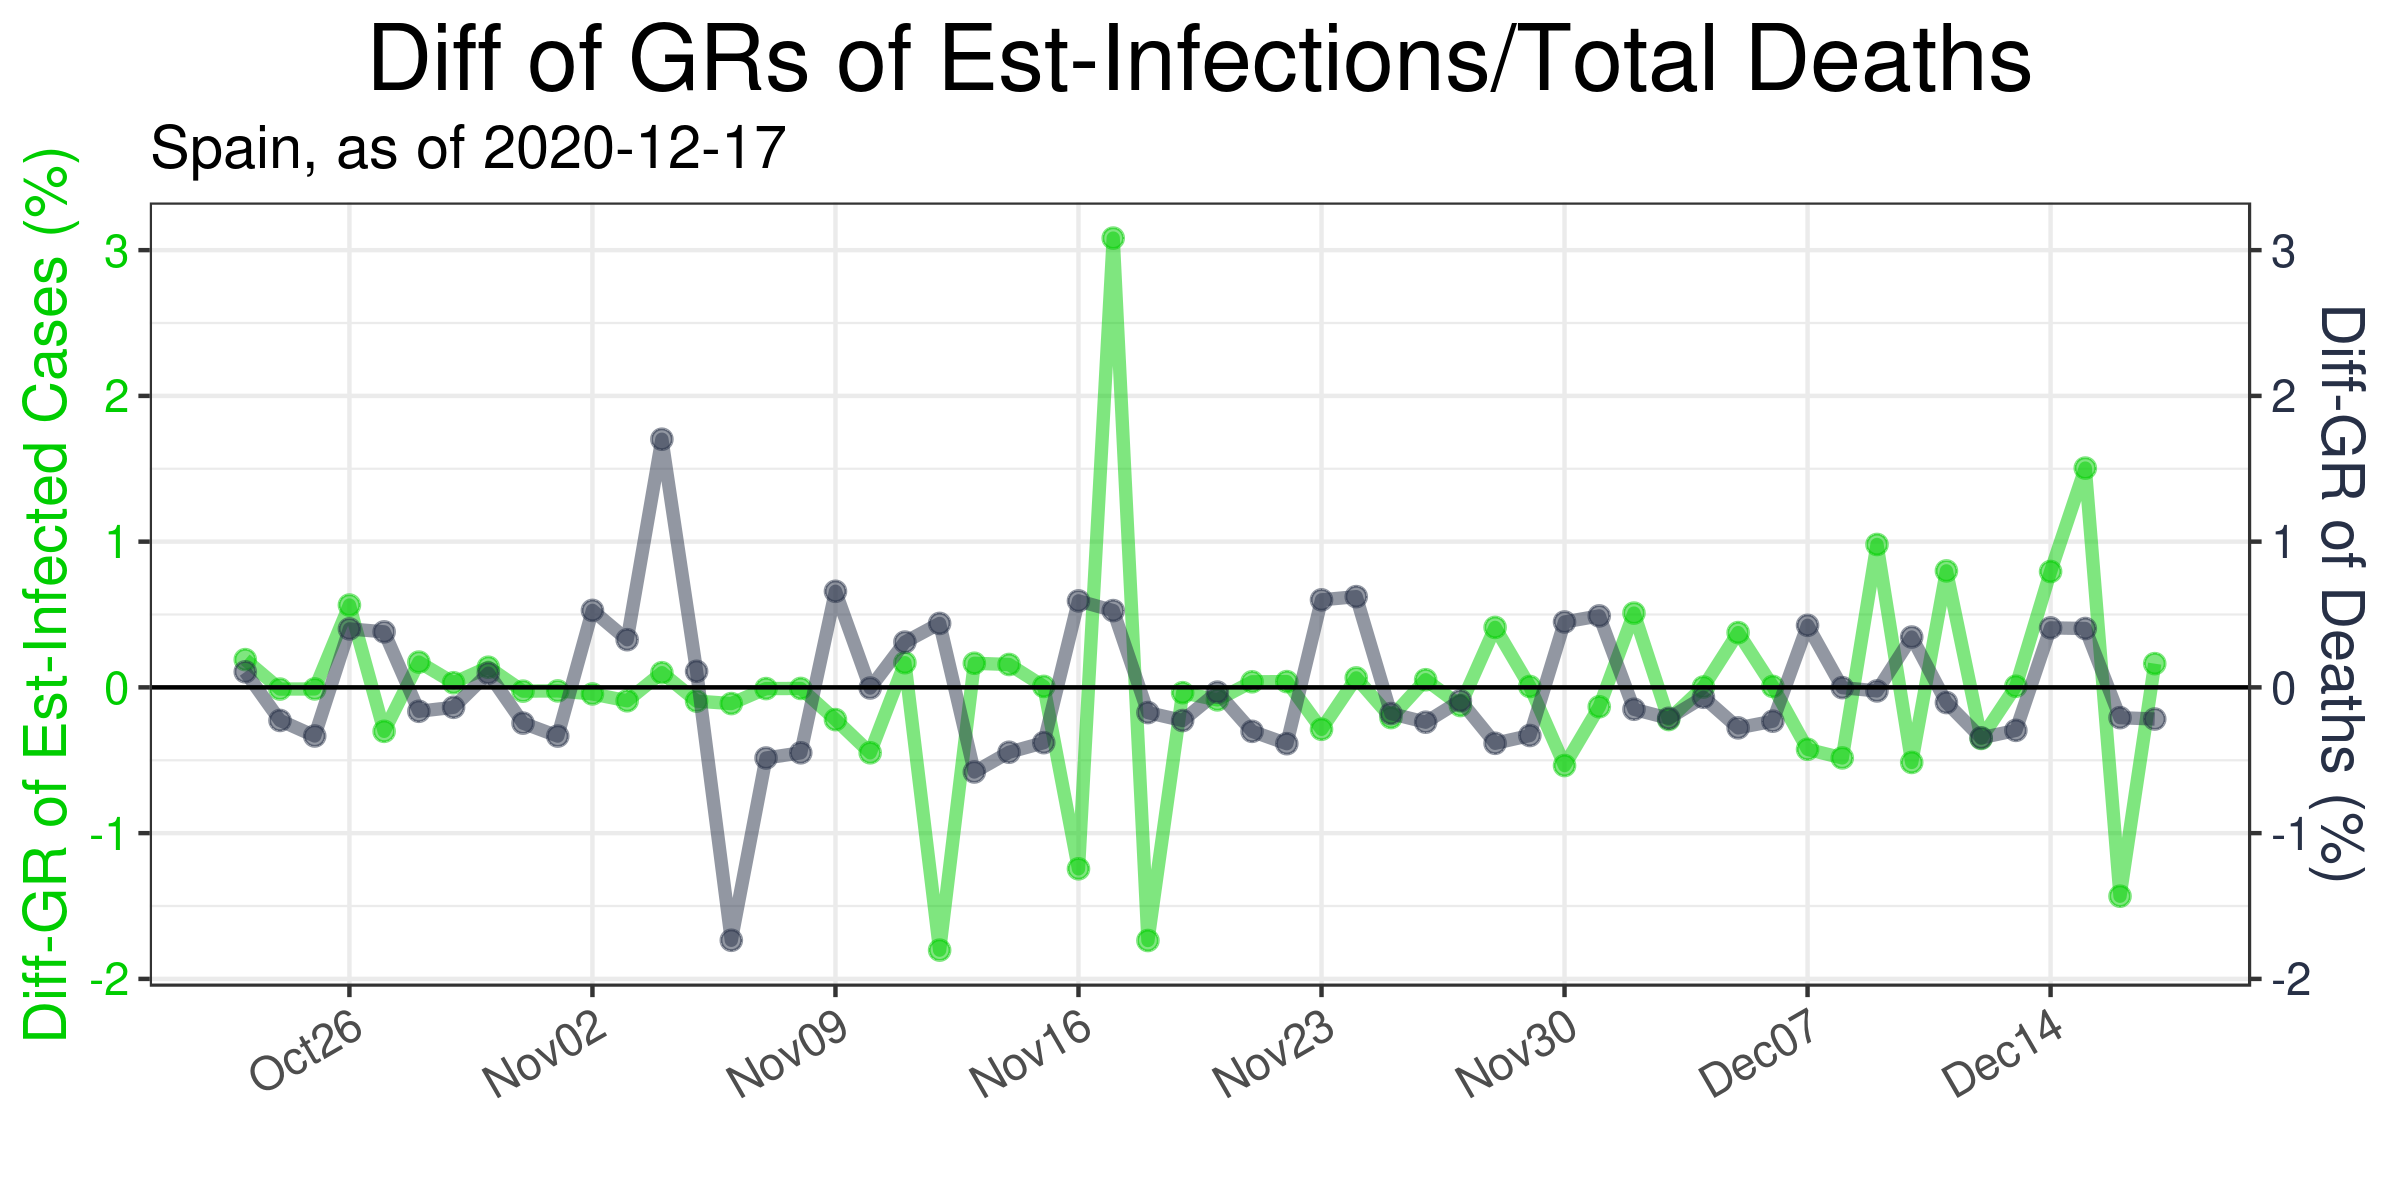 Diff of GRs of Est-Infections/Total Deaths
Spain, as of 2020-12-17
Diff-GR of Est-Infected Cases (%)
3
2
1
0
-1
-2
3
2
1
0
-1
-2
Diff-GR of Deaths (%)
Oct26
Nov02
Nov09
Nov16
Nov23
Nov30
Dec07
Dec14